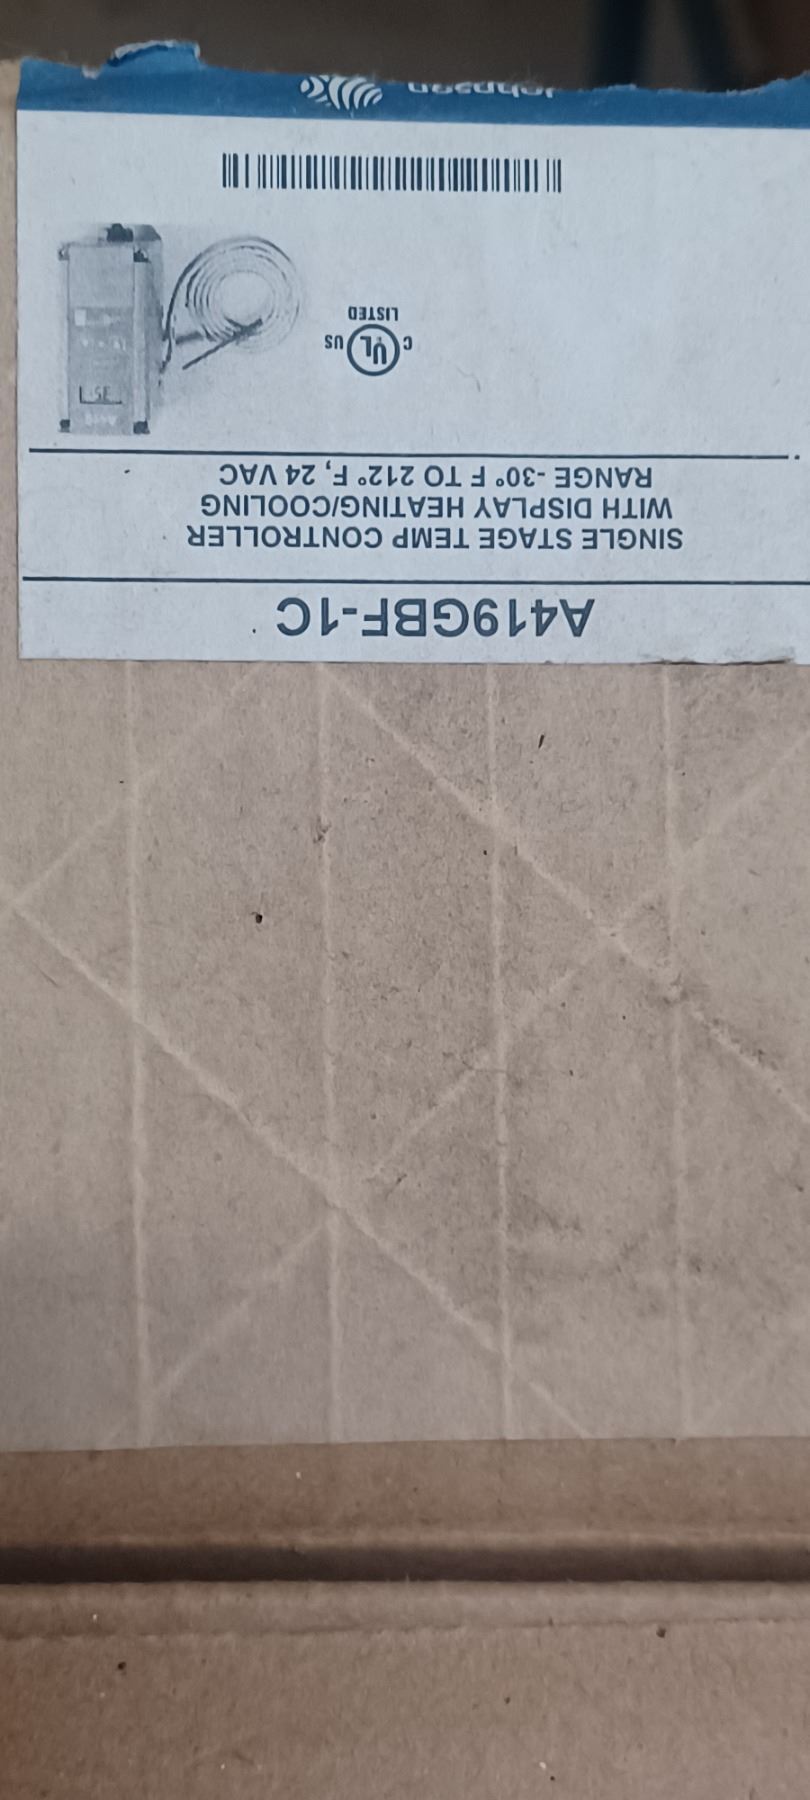 A419GBF-1C
SINGLE STAGE TEMP CONTROLLER
WITH DISPLAY HEATING/COOLING
RANGE -30° F TO 212° F, 24 VAC
C UL US
LISTED
Johnson